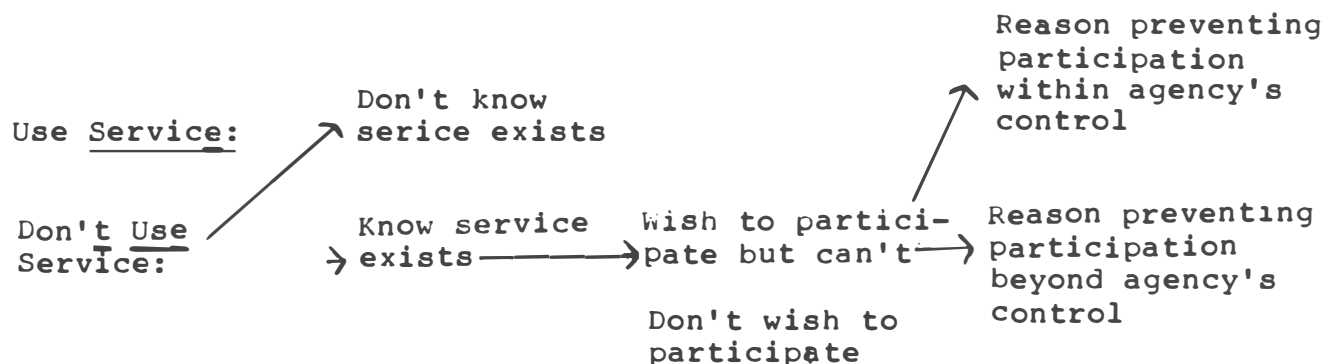 Use Service:
Don't Use
Service:
Don't know
serice exists
Know service
exists
Wish to partici-
pate but can't
Don't wish to
participate
Reason preventing
participation
within agency's
control
Reason preventing
participation
beyond agency's
control